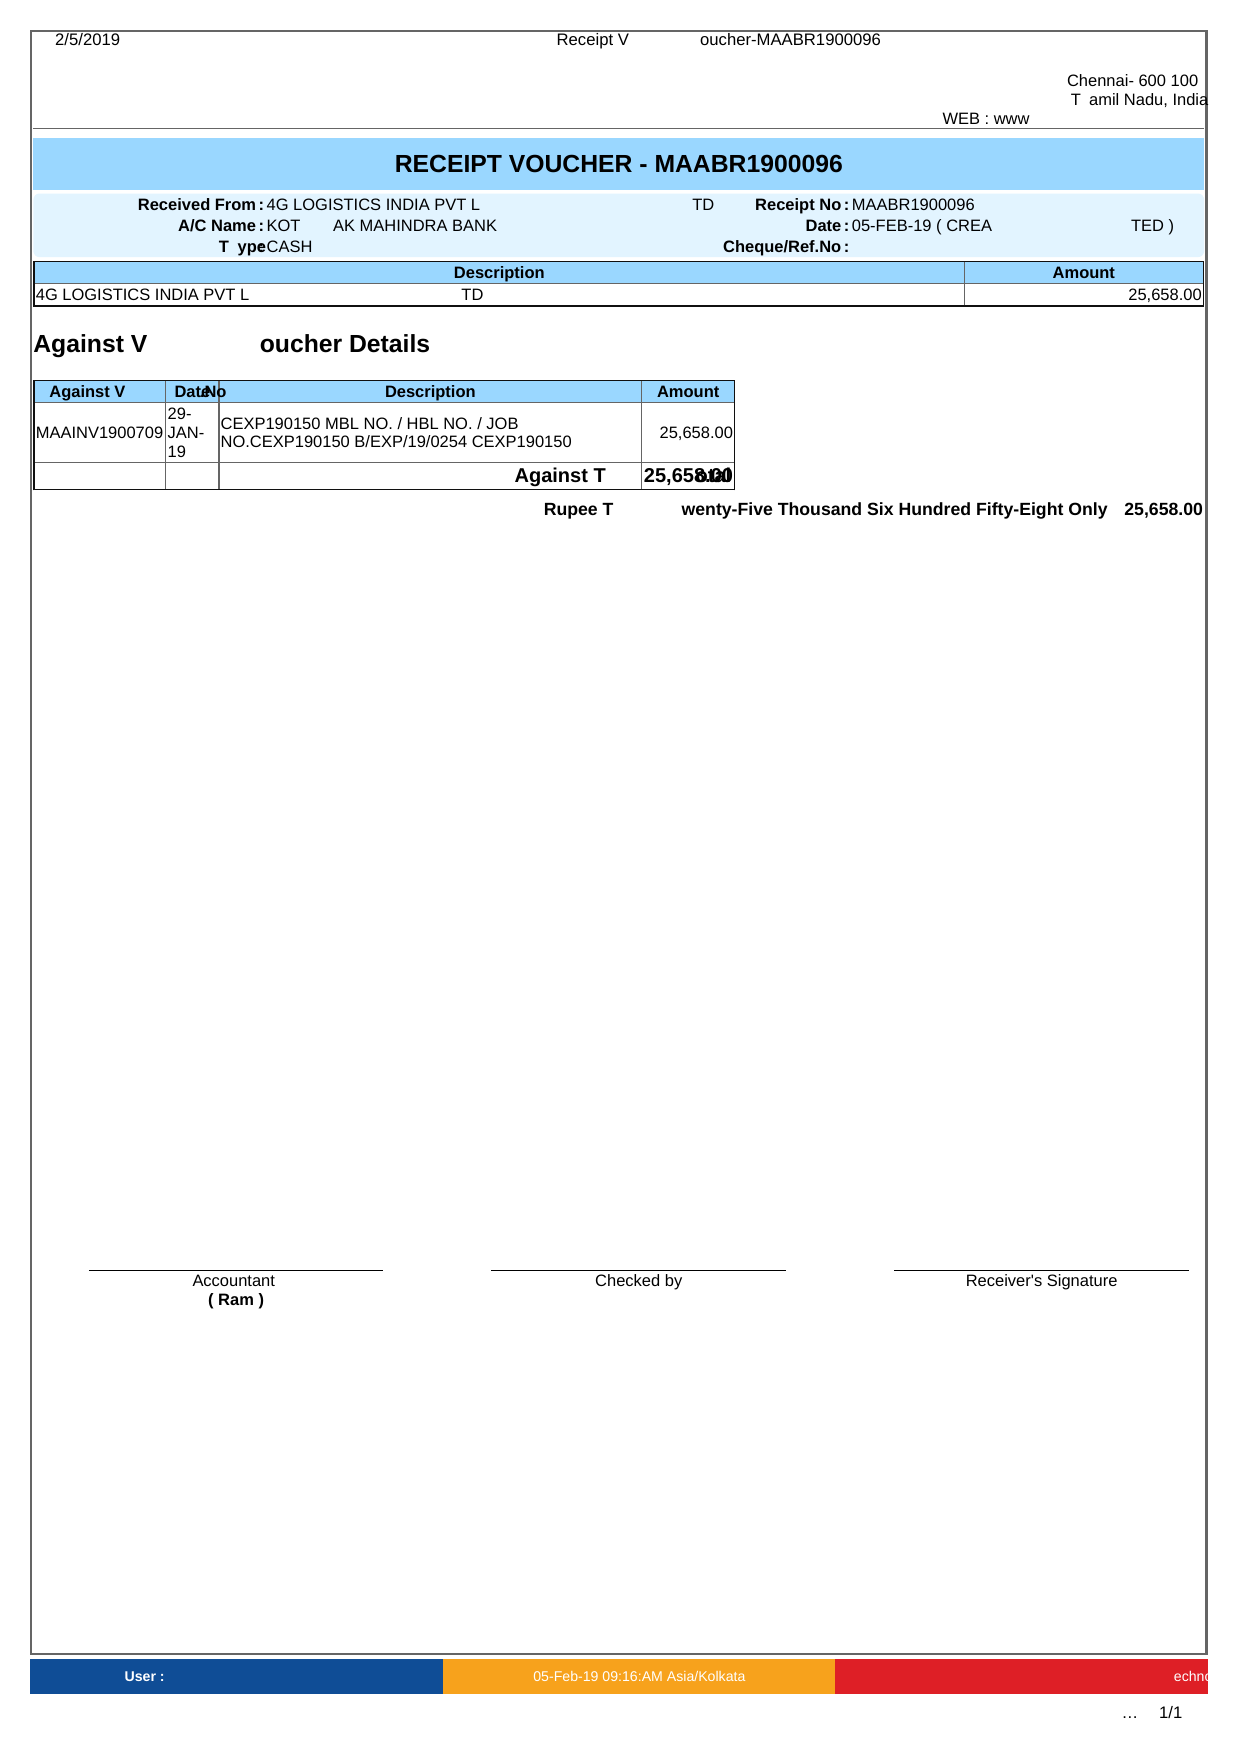 2/5/2019 Receipt V oucher-MAABR1900096
Chennai- 600 100
T amil Nadu, India
WEB : www
RECEIPT VOUCHER - MAABR1900096
Received From : 4G LOGISTICS INDIA PVT L TD Receipt No : MAABR1900096
A/C Name : KOT AK MAHINDRA BANK Date : 05-FEB-19 ( CREA TED )
T ype : CASH Cheque/Ref.No :
Description Amount
4G LOGISTICS INDIA PVT L TD 25,658.00
Against V oucher Details
Against V Date No Description Amount
MAAINV1900709 29-JAN-19 CEXP190150 MBL NO. / HBL NO. / JOB NO.CEXP190150 B/EXP/19/0254 CEXP190150 25,658.00
Against T otal 25,658.00
Rupee T wenty-Five Thousand Six Hundred Fifty-Eight Only 25,658.00
Accountant Checked by Receiver's Signature
( Ram )
User : 05-Feb-19 09:16:AM Asia/Kolkata echno
… 1/1